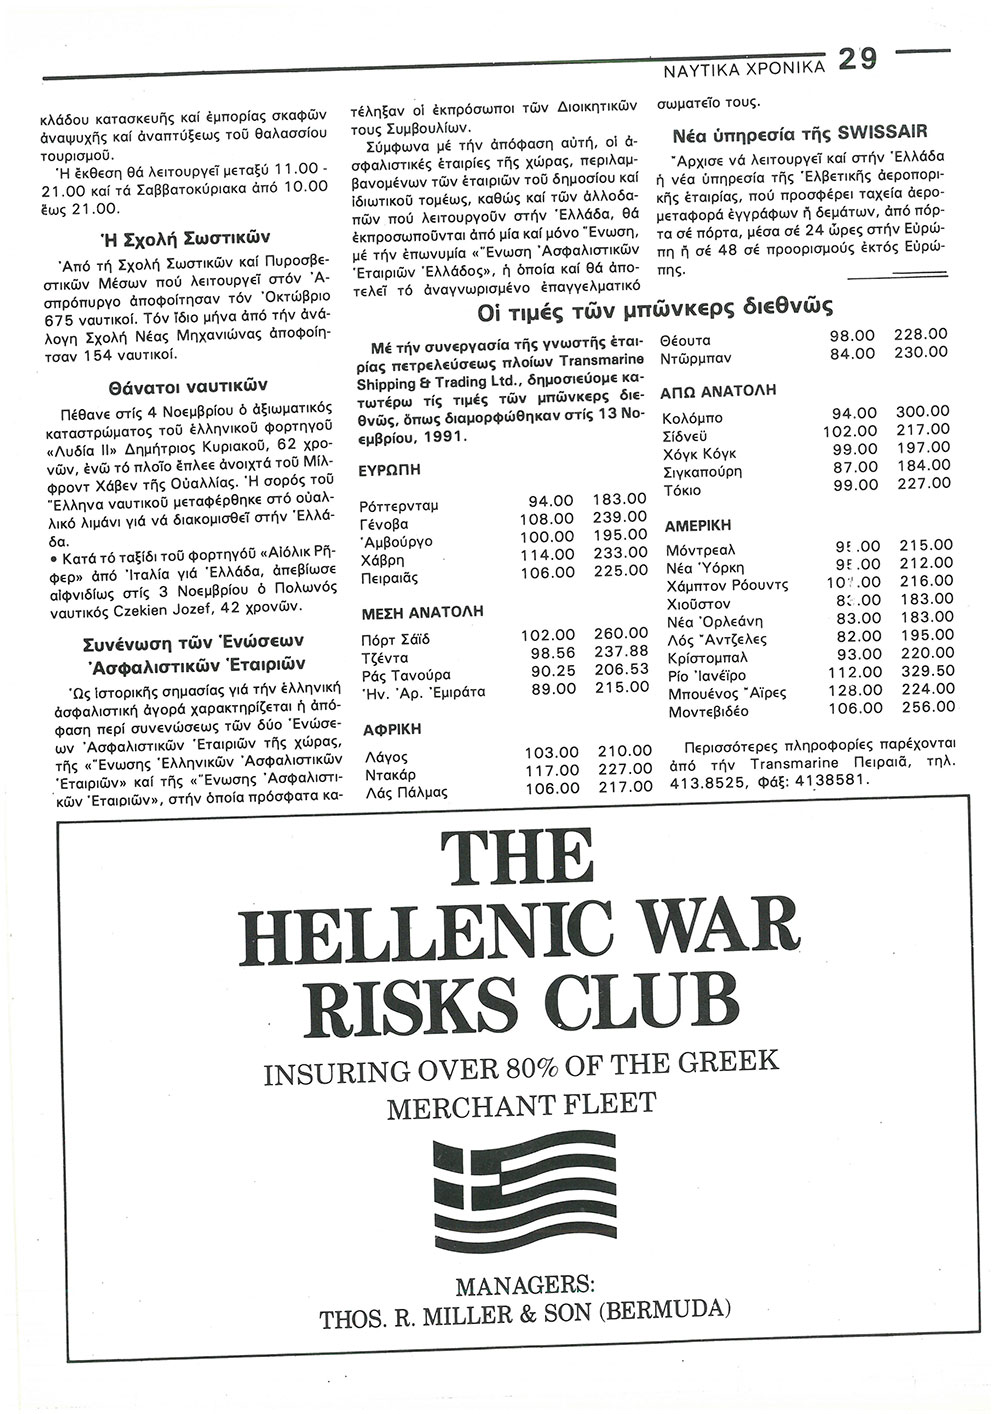 ΝΑΥΤΙΚΑ ΧΡΟΝΙΚΑ 29
κλάδου κατασκευῆς καί ἐμπορίας σκαφῶν
ἀναψυχῆς καί ἀναπτύξεως τοῦ θαλασσίου
τουρισμοῦ.
Ἡ ἔκθεση θά λειτουργεῖ μεταξύ 11.00 -
21.00 καί τά Σαββατοκύριακα ἀπό 10.00
ἕως 21.00.
Ἡ Σχολή Σωστικῶν
Ἀπό τή Σχολή Σωστικῶν καί Πυροσβε-
στικῶν Μέσων πού λειτουργεῖ στόν Ἀ-
σπρόπυργο ἀποφοίτησαν τόν Ὀκτώβριο
675 ναυτικοί. Τόν ἴδιο μήνα ἀπό τήν ἀνά-
λογη Σχολή Νέας Μηχανιώνας ἀποφοίτη-
τσαν 154 ναυτικοί.
Θάνατοι ναυτικῶν
Πέθανε στίς 4 Νοεμβρίου ὁ ἀξιωματικός
καταστρώματος τοῦ ἑλληνικοῦ φορτηγοῦ
«Λυδία ΙΙ» Δημήτριος Κυριακοῦ, 62 χρο-
νῶν, ἐνῶ τό πλοῖο ἔπλεε ἀνοιχτά τοῦ Μίλ-
φροντ Χάβεν τῆς Οὐαλλίας. Ἡ σορός τοῦ
Ἕλληνα ναυτικοῦ μεταφέρθηκε στό οὐαλ-
λικό λιμάνι γιά νά διακομισθεῖ στήν Ἑλλά-
δα.
• Κατά τό ταξίδι τοῦ φορτηγοῦ «Αἰόλικ Ρῆ-
φερ» ἀπό Ἰταλία γιά Ἑλλάδα, ἀπεβίωσε
αἰφνιδίως στίς 3 Νοεμβρίου ὁ Πολωνός
ναυτικός Czekien Jozef, 42 χρονῶν.
Συνένωση τῶν Ἑνώσεων
Ἀσφαλιστικῶν Ἑταιριῶν
Ὡς ἱστορικῆς σημασίας γιά τήν ἑλληνική
ἀσφαλιστική ἀγορά χαρακτηρίζεται ἡ ἀπό-
φαση περί συνενώσεως τῶν δύο Ἑνώσε-
ων Ἀσφαλιστικῶν Ἑταιριῶν τῆς χώρας,
τῆς «Ἕνωσης Ἑλληνικῶν Ἀσφαλιστικῶν
Ἑταιριῶν» καί τῆς «Ἕνωσης Ἀσφαλιστι-
κῶν Ἑταιριῶν», στήν ὁποία πρόσφατα κα-
τέληξαν οἱ ἐκπρόσωποι τῶν Διοικητικῶν
τους Συμβουλίων.
Σύμφωνα μέ τήν ἀπόφαση αὐτή, οἱ ἀ-
σφαλιστικές ἑταιρίες τῆς χώρας, περιλαμ-
βανομένων τῶν ἑταιριῶν τοῦ δημοσίου καί
ἰδιωτικοῦ τομέως, καθώς καί τῶν ἀλλοδα-
πῶν πού λειτουργοῦν στήν Ἑλλάδα, θά
ἐκπροσωποῦνται ἀπό μία καί μόνο Ἕνωση,
μέ τήν ἐπωνυμία «Ἕνωση Ἀσφαλιστικῶν
Ἑταιριῶν Ἑλλάδος», ἡ ὁποία καί θά ἀπο-
τελεῖ τό ἀναγνωρισμένο ἐπαγγελματικό
σωματεῖο τους.
Νέα ὑπηρεσία τῆς SWISSAIR
Ἄρχισε νά λειτουργεῖ καί στήν Ἑλλάδα
ἡ νέα ὑπηρεσία τῆς Ἑλβετικῆς ἀεροπορι-
κῆς ἑταιρίας, πού προσφέρει ταχεία ἀερο-
μεταφορά ἐγγράφων ἤ δεμάτων, ἀπό πόρ-
τα σέ πόρτα, μέσα σέ 24 ὧρες στήν Εὐρώ-
πη ἤ σέ 48 σέ προορισμούς ἐκτός Εὐρώ-
πης.
Οἱ τιμές τῶν μπῶνκερς διεθνῶς
Μέ τήν συνεργασία τῆς γνωστῆς ἑται-
ρίας πετρελεύσεως πλοίων Transmarine
Shipping & Trading Ltd., δημοσιεύομε κα-
τωτέρω τίς τιμές τῶν μπῶνκερς διε-
θνῶς, ὅπως διαμορφώθηκαν στίς 13 Νο-
εμβρίου, 1991.
ΕΥΡΩΠΗ
Ρόττερνταμ 94.00 183.00
Γένοβα 108.00 239.00
Ἀμβούργο 100.00 195.00
Χάβρη 114.00 233.00
Πειραιᾶς 106.00 225.00
ΜΕΣΗ ΑΝΑΤΟΛΗ
Πόρτ Σάϊδ 102.00 260.00
Τζέντα 98.56 237.88
Ράς Τανούρα 90.25 206.53
Ἡν. Ἀρ. Ἐμιράτα 89.00 215.00
ΑΦΡΙΚΗ
Λάγος 103.00 210.00
Ντακάρ 117.00 227.00
Λάς Πάλμας 106.00 217.00
Θέουτα 98.00 228.00
Ντῶρμπαν 84.00 230.00
ΑΠΩ ΑΝΑΤΟΛΗ
Κολόμπο 94.00 300.00
Σίδνεϋ 102.00 217.00
Χόγκ Κόγκ 99.00 197.00
Σιγκαπούρη 87.00 184.00
Τόκιο 99.00 227.00
ΑΜΕΡΙΚΗ
Μόντρεαλ 215.00
Νέα Ὑόρκη 212.00
Χάμπτον Ρόουντς 216.00
Χιοῦστον 183.00
Νέα Ὀρλεάνη 83.00 183.00
Λός Ἄντζελες 82.00 195.00
Κρίστομπαλ 93.00 220.00
Ρίο Ἰανέϊρο 112.00 329.50
Μπουένος Ἄϊρες 128.00 224.00
Μοντεβιδέο 106.00 256.00
Περισσότερες πληροφορίες παρέχονται
ἀπό τήν Transmarine Πειραιᾶ, τηλ.
413.8525, Φάξ: 4138581.
THE
HELLENIC WAR
RISKS CLUB
INSURING OVER 80% OF THE GREEK
MERCHANT FLEET
MANAGERS:
THOS. R. MILLER & SON (BERMUDA)